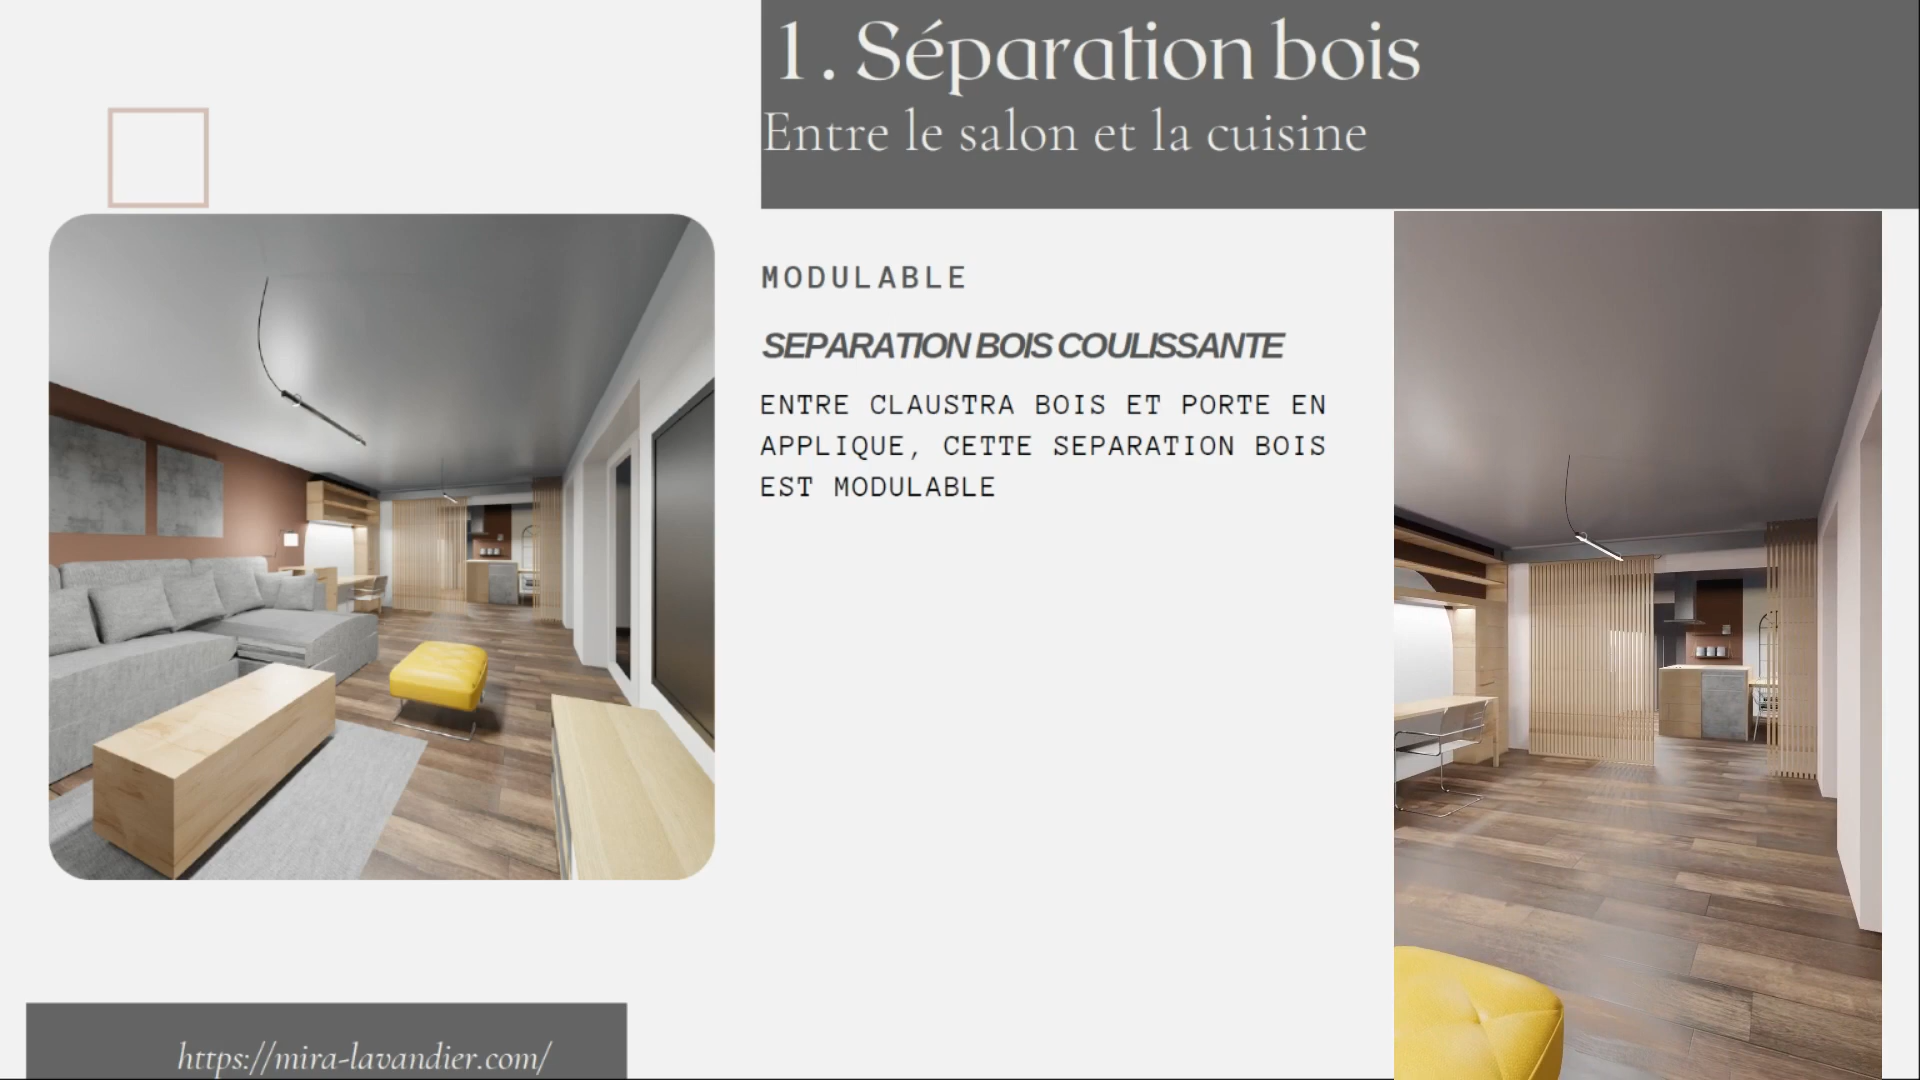 1. Séparation bois
Entre le salon et la cuisine
MODULABLE
SEPARATION BOIS COULISSANTE
ENTRE CLAUSTRA BOIS ET PORTE EN
APPLIQUE, CETTE SEPARATION BOIS
EST MODULABLE
https://mira-lavandier.com/